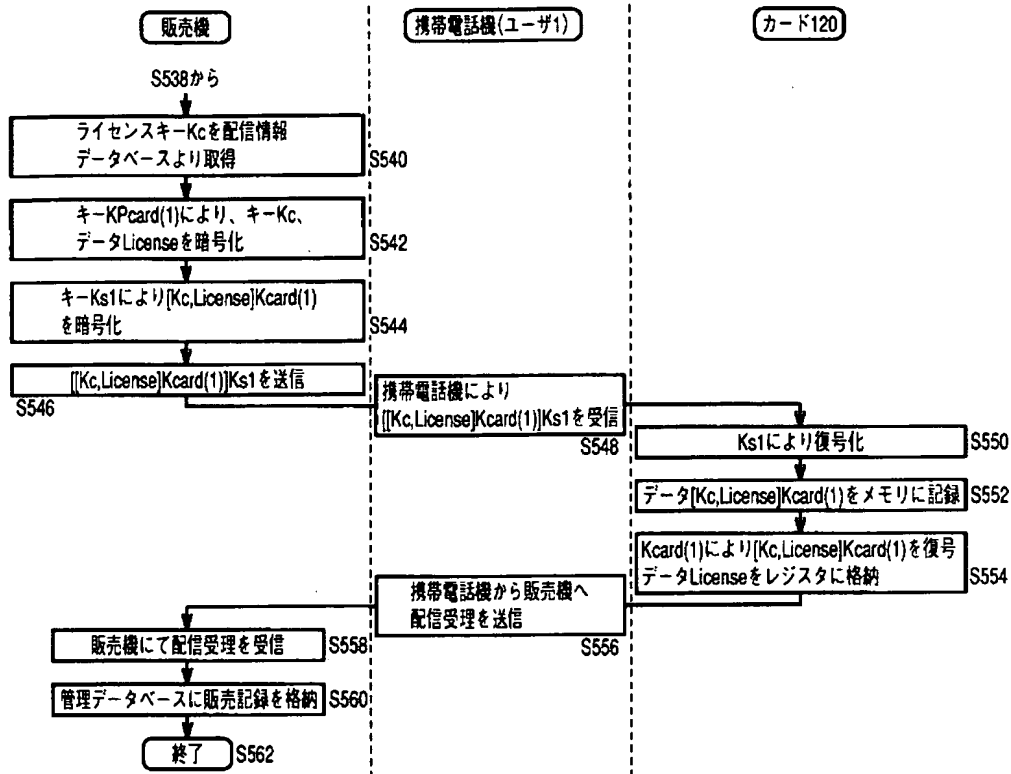 販売機
携帯電話機(ユーザ1)
カード120
S538から
ライセンスキーKcを配信情報
データベースより取得
S540
キーKPcard(1)により、キーKc、
データLicenseを暗号化
S542
キーKs1により[Kc,License]Kcard(1)
を暗号化
S544
[[Kc,License]Kcard(1)]Ks1を送信
S546
携帯電話機により
[[Kc,License]Kcard(1)]Ks1を受信
S548
Ks1により復号化
S550
データ[Kc,License]Kcard(1)をメモリに記録
S552
Kcard(1)により[Kc,License]Kcard(1)を復号
データLicenseをレジスタに格納
S554
携帯電話機から販売機へ
配信受理を送信
S556
販売機にて配信受理を受信
S558
管理データベースに販売記録を格納
S560
終了
S562